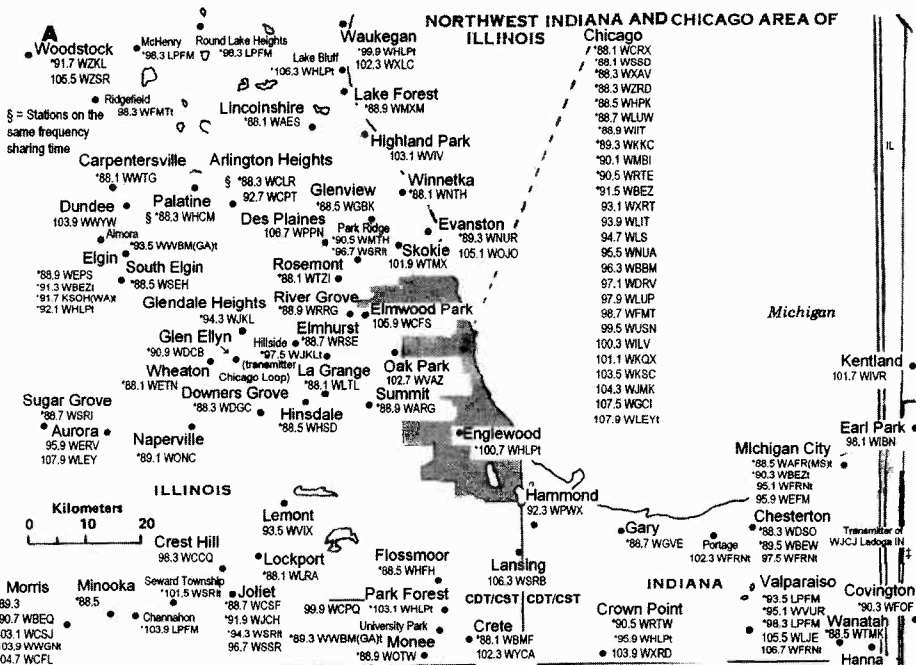 NORTHWEST INDIANA AND CHICAGO AREA OF
ILLINOIS
A
Woodstock
*91.7 WZKL
105.5 WZSR
McHenry
*98.3 LPFM
Round Lake Heights
*98.3 LPFM
Lake Bluff
*106.3 WHLPt
Waukegan
*99.9 WHLPt
102.3 WXLC
Lake Forest
*88.9 WMXM
Ridgefield
98.3 WFMTt
Lincolnshire
*88.1 WAES
§ = Stations on the
same frequency
sharing time
Highland Park
103.1 WVIV
Carpentersville
*88.1 WWTG
Arlington Heights
§ *88.3 WCLR
92.7 WCPT
Glenview
*88.5 WGBK
Winnetka
*88.1 WNTH
Dundee
103.9 WWYW
Palatine
§ *88.3 WHCM
Des Plaines
106.7 WPPN
Park Ridge
*90.5 WMTH
*96.7 WSRIt
Evanston
*89.3 WNUR
105.1 WOJO
Skokie
101.9 WTMX
Almora
*93.5 WWBM(GA)t
Elgin
*88.9 WEPS
*91.3 WBEZt
*91.7 KSOH(WA)t
*92.1 WHLPt
South Elgin
*88.5 WSEH
Rosemont
*88.1 WTZI
Glendale Heights
*94.3 WJKL
River Grove
*88.9 WRRG
Elmwood Park
105.9 WCFS
Glen Ellyn
*90.9 WDCB
Elmhurst
*88.7 WRSE
Hillside
*97.5 WJKLt
(transmitter
Chicago Loop)
Oak Park
102.7 WVAZ
Wheaton
*88.1 WETN
La Grange
*88.1 WLTL
Downers Grove
*88.3 WDGC
Summit
*88.9 WARG
Hinsdale
*88.5 WHSD
Sugar Grove
*88.7 WSRI
Aurora
95.9 WERV
107.9 WLEY
Naperville
*89.1 WONC
Englewood
*100.7 WHLPt
Chicago
*88.1 WCRX
*88.1 WSSD
*88.3 WXAV
*88.3 WZRD
*88.5 WHPK
*88.7 WLUW
*88.9 WIIT
*89.3 WKKC
*90.1 WMBI
*90.5 WRTE
*91.5 WBEZ
93.1 WXRT
93.9 WLIT
94.7 WLS
95.5 WNUA
96.3 WBBM
97.1 WDRV
97.9 WLUP
98.7 WFMT
99.5 WUSN
100.3 WILV
101.1 WKQX
103.5 WKSC
104.3 WJMK
107.5 WGCI
107.9 WLEYt
IL
Michigan
Kentland
101.7 WIVR
Earl Park
98.1 WIBN
Michigan City
*88.5 WAFR(MS)t
*90.3 WBEZt
95.1 WFRNt
95.9 WEFM
ILLINOIS
Kilometers
0 10 20
Lemont
93.5 WVIX
Hammond
92.3 WPWX
Gary
*88.7 WGVE
Portage
102.3 WFRNt
Chesterton
*88.3 WDSO
*89.5 WBEW
97.5 WFRNt
Transmitter of
WJCJ Ladoga IN
‡
Crest Hill
98.3 WCCQ
Lockport
*88.1 WLRA
Flossmoor
*88.5 WHFH
Lansing
106.3 WSRB
CDT/CST CDT/CST
INDIANA
Morris
89.3
90.7 WBEQ
103.1 WCSJ
103.9 WWGNt
104.7 WCFL
Minooka
*88.5
Seward Township
*101.5 WSRIt
Channahon
*103.9 LPFM
Joliet
*88.7 WCSF
*91.9 WJCH
*94.3 WSRIt
96.7 WSSR
Park Forest
99.9 WCPQ
*103.1 WHLPt
University Park
*89.3 WWBM(GA)t
Monee
*88.9 WOTW
Crete
*88.1 WBMF
102.3 WYCA
Crown Point
*90.5 WRTW
*95.9 WHLPt
103.9 WXRD
Valparaiso
*93.5 LPFM
*95.1 WVUR
*98.3 LPFM
105.5 WLJE
106.7 WFRNt
Covington
*90.3 WFOF
Wanatah
*88.5 WTMK
Hanna